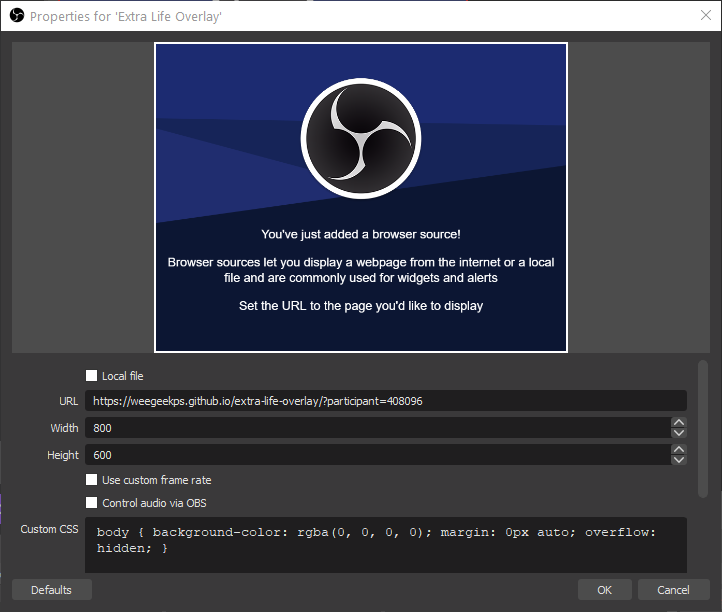 Properties for 'Extra Life Overlay'
You've just added a browser source!
Browser sources let you display a webpage from the internet or a local
file and are commonly used for widgets and alerts
Set the URL to the page you'd like to display
Local file
URL https://weegeekps.github.io/extra-life-overlay/?participant=408096
Width 800
Height 600
Use custom frame rate
Control audio via OBS
Custom CSS body { background-color: rgba(0, 0, 0, 0); margin: 0px auto; overflow:
hidden; }
Defaults OK Cancel